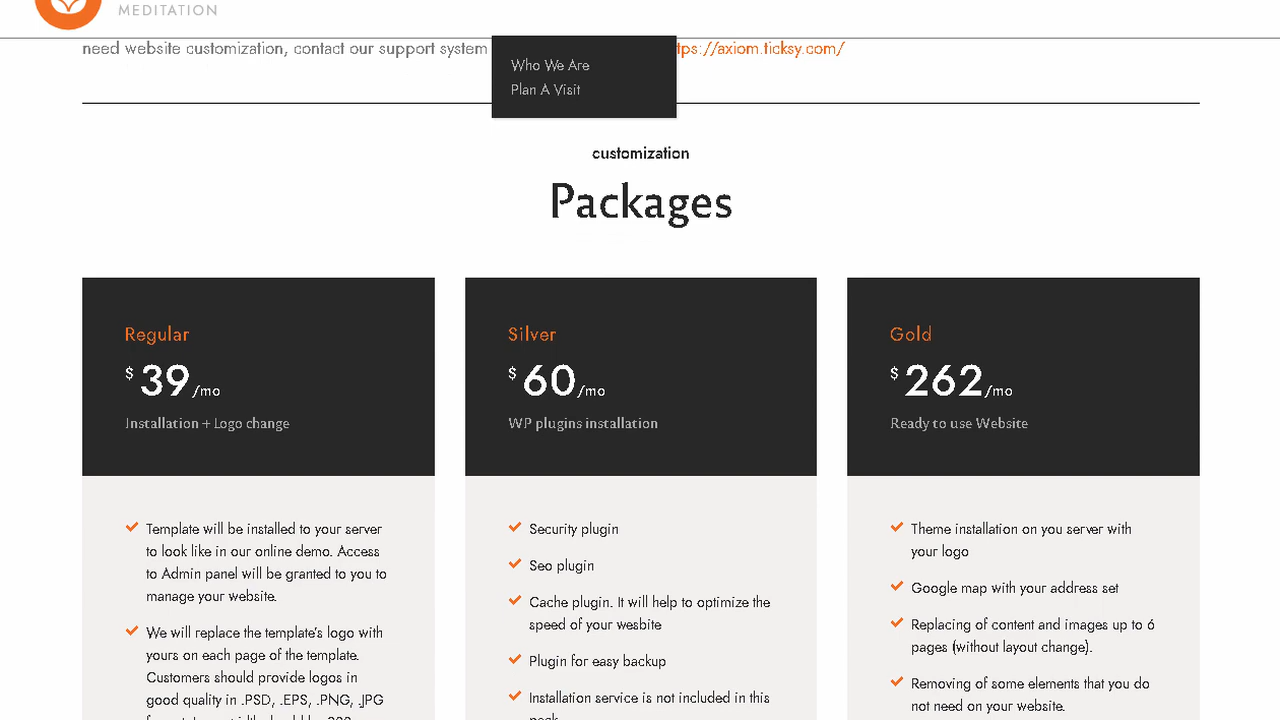 MEDITATION
need website customization, contact our support system
tps://axiom.ticksy.com/
Who We Are
Plan A Visit
customization
Packages
Regular
$39/mo
Installation + Logo change
Template will be installed to your server
to look like in our online demo. Access
to Admin panel will be granted to you to
manage your website.
We will replace the template's logo with
yours on each page of the template.
Customers should provide logos in
good quality in .PSD, .EPS, .PNG, .JPG
Silver
$60/mo
WP plugins installation
Security plugin
Seo plugin
Cache plugin. It will help to optimize the
speed of your wesbite
Plugin for easy backup
Installation service is not included in this
Gold
$262/mo
Ready to use Website
Theme installation on you server with
your logo
Google map with your address set
Replacing of content and images up to 6
pages (without layout change).
Removing of some elements that you do
not need on your website.